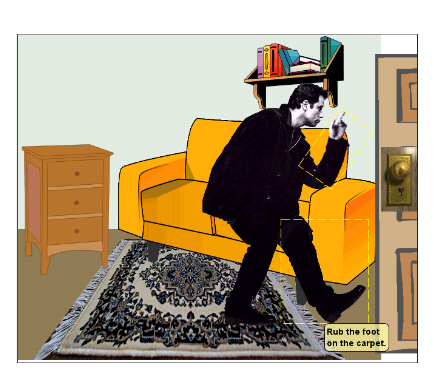 Rub the foot
on the carpet.